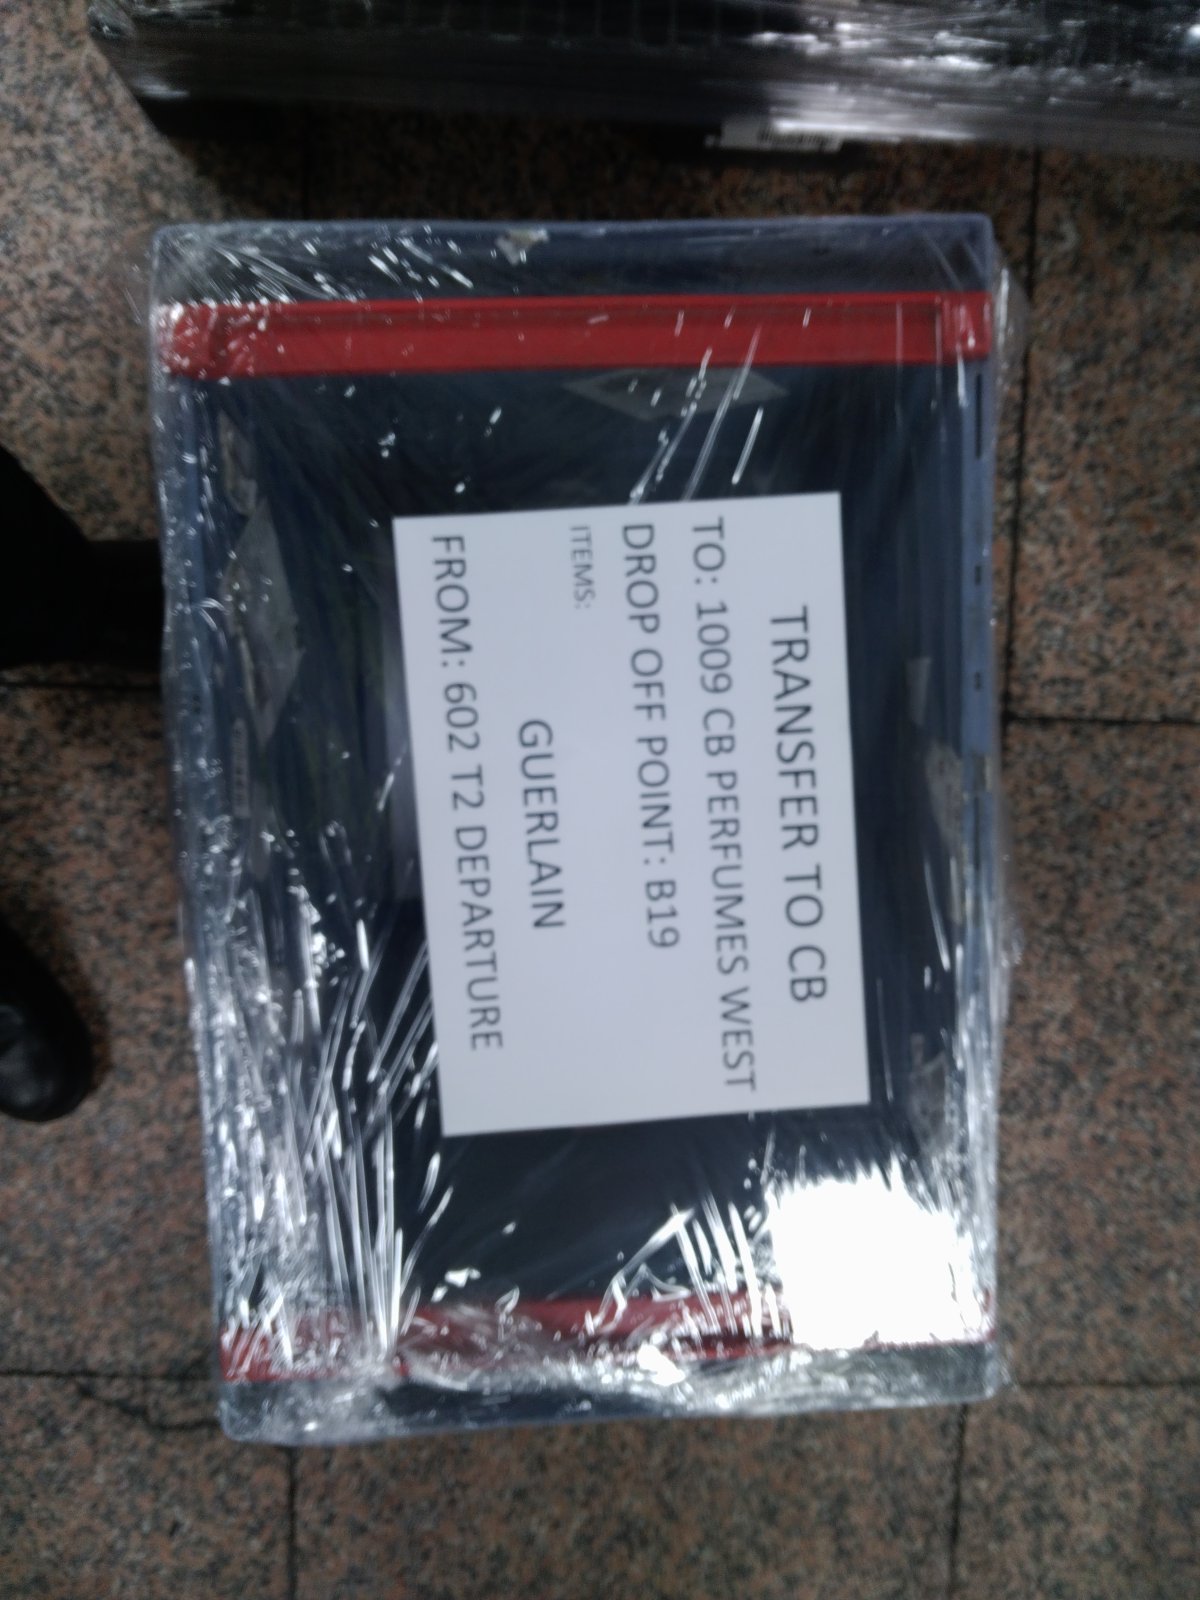 TRANSFER TO CB
TO: 1009 CB PERFUMES WEST
DROP OFF POINT: B19
ITEMS:
GUERLAIN
FROM: 602 T2 DEPARTURE